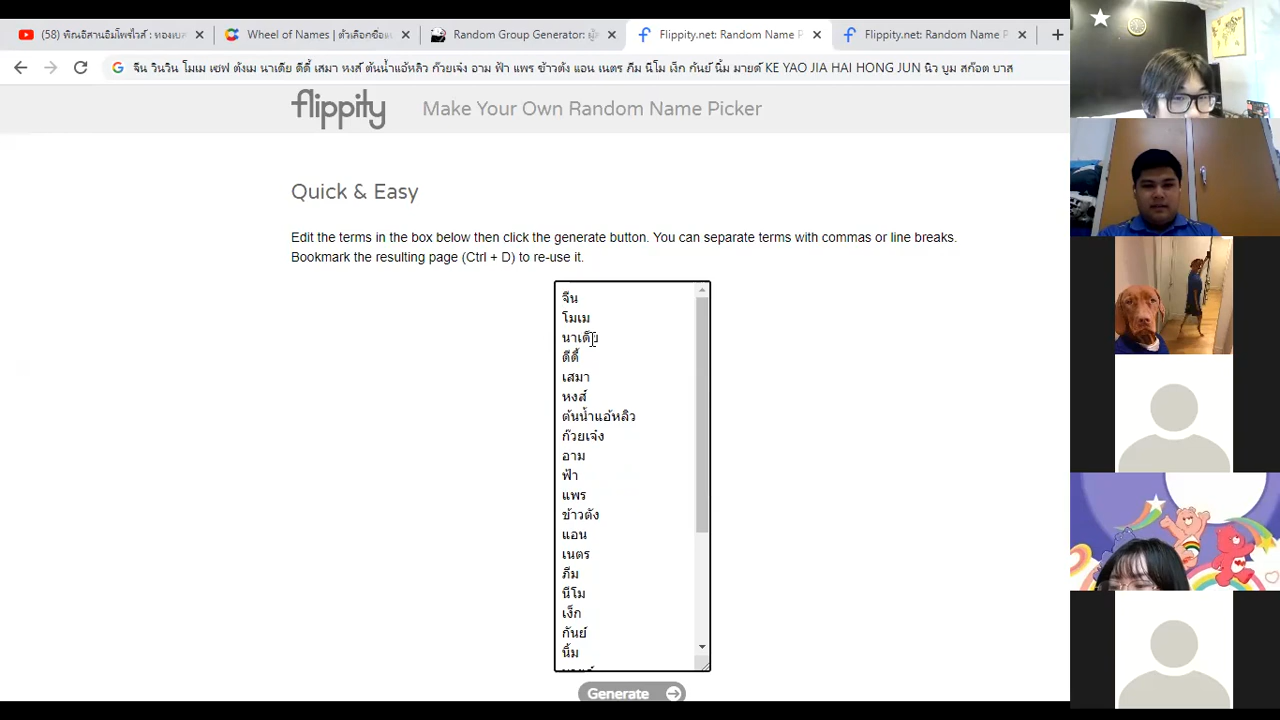 (58) พิณอีสานอิมโพรไวส์ : ทองเบส
Wheel of Names | ตัวเลือกชื่อแบ
Random Group Generator: ผู้
Flippity.net: Random Name P
Flippity.net: Random Name P
จีน วินวิน โมเม เซฟ ตังเม นาเดีย ดีดี้ เสมา หงส์ ต้นน้ำแอ้หลิว ก๊วยเจ๋ง อาม ฟ้า แพร ข้าวตัง แอน เนตร ภีม นีโม เง็ก กันย์ นิ้ม มายด์ KE YAO JIA HAI HONG JUN นิว บูม สก๊อต บาส
flippity
Make Your Own Random Name Picker
Quick & Easy
Edit the terms in the box below then click the generate button. You can separate terms with commas or line breaks.
Bookmark the resulting page (Ctrl + D) to re-use it.
จีน
โมเม
นาเดีย
ดีดี้
เสมา
หงส์
ต้นน้ำแอ้หลิว
ก๊วยเจ๋ง
อาม
ฟ้า
แพร
ข้าวตัง
แอน
เนตร
ภีม
นีโม
เง็ก
กันย์
นิ้ม
Generate